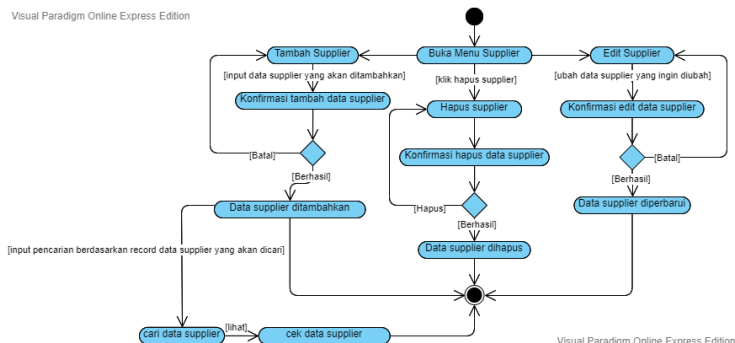 Visual Paradigm Online Express Edition
Tambah Supplier
Buka Menu Supplier
Edit Supplier
[input data supplier yang akan ditambahkan]
[klik hapus supplier]
[ubah data supplier yang ingin diubah]
Konfirmasi tambah data supplier
Hapus supplier
Konfirmasi edit data supplier
[Batal]
Konfirmasi hapus data supplier
[Batal]
[Berhasil]
[Berhasil]
Data supplier ditambahkan
[Hapus]
Data supplier diperbarui
[Berhasil]
[input pencarian berdasarkan record data supplier yang akan dicari]
Data supplier dihapus
cari data supplier
[lihat]
cek data supplier
Visual Paradigm Online Express Edition